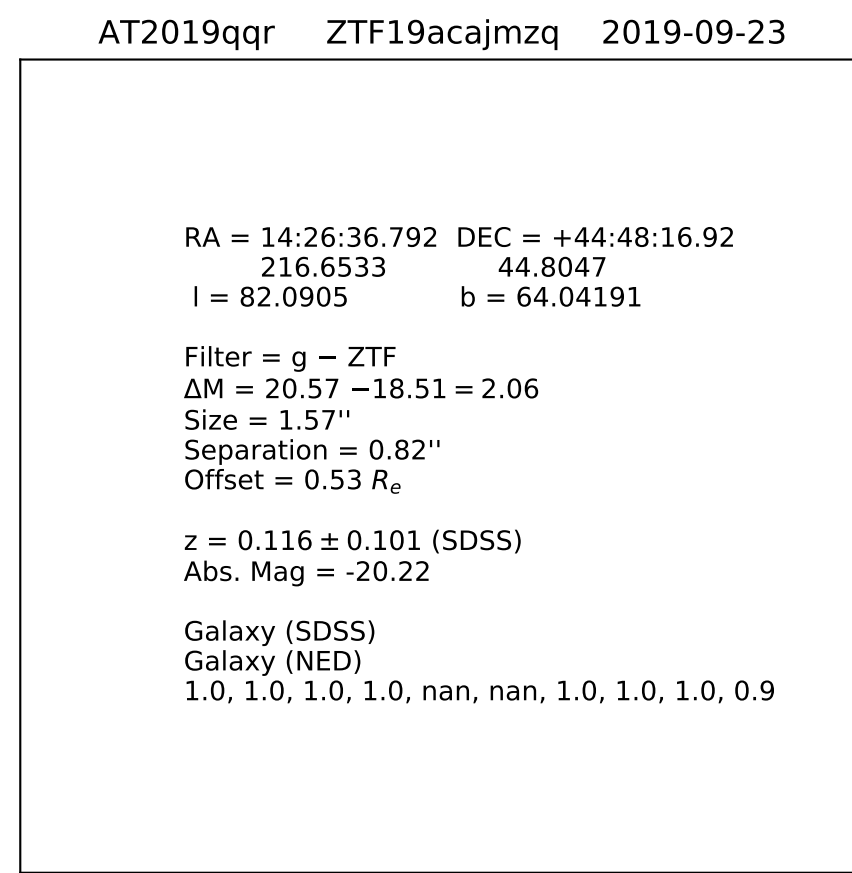 AT2019qqr ZTF19acajmzq 2019-09-23
RA = 14:26:36.792 DEC = +44:48:16.92
216.6533 44.8047
l = 82.0905 b = 64.04191
Filter = g − ZTF
ΔM = 20.57 −18.51 = 2.06
Size = 1.57''
Separation = 0.82''
Offset = 0.53 Rₑ
z = 0.116 ± 0.101 (SDSS)
Abs. Mag = -20.22
Galaxy (SDSS)
Galaxy (NED)
1.0, 1.0, 1.0, 1.0, nan, nan, 1.0, 1.0, 1.0, 0.9